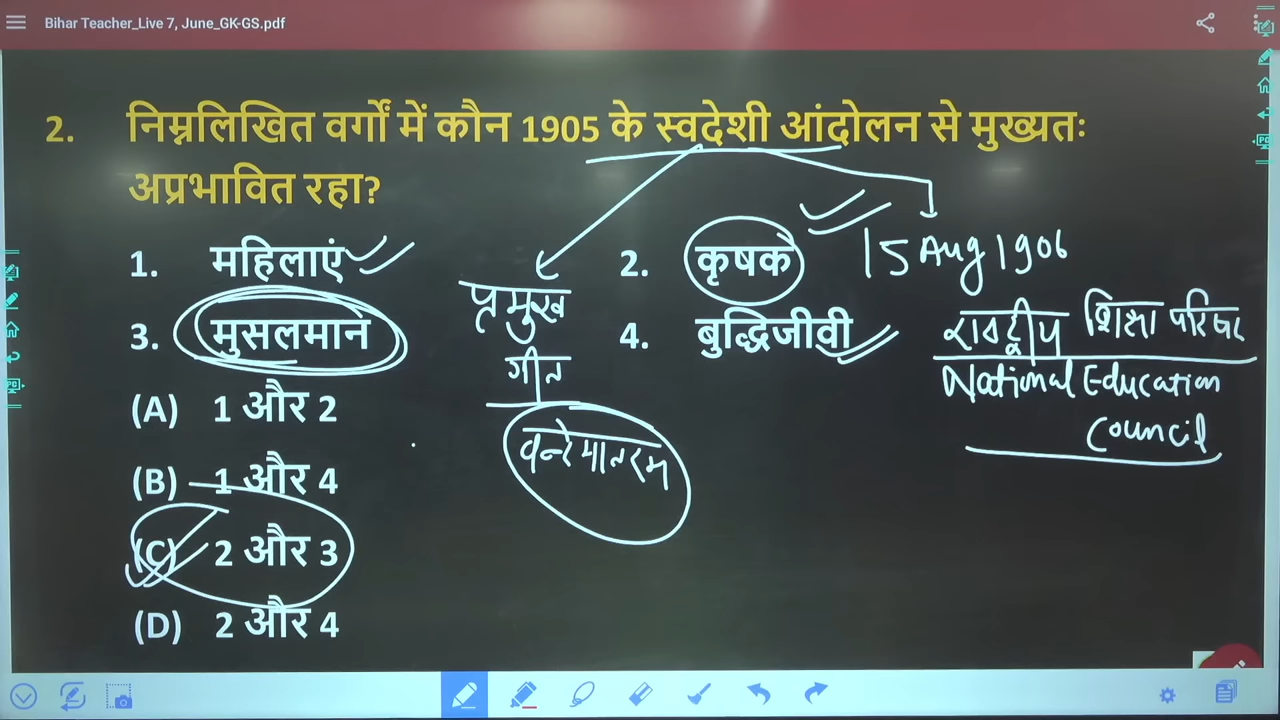 Bihar Teacher_Live 7, June_GK-GS.pdf
2. निम्नलिखित वर्गों में कौन 1905 के स्वदेशी आंदोलन से मुख्यतः
अप्रभावित रहा?
1. महिलाएं
2. कृषक
3. मुसलमान
4. बुद्धिजीवी
(A) 1 और 2
(B) 1 और 4
(C) 2 और 3
(D) 2 और 4
प्रमुख
गीत
वन्देमातरम
15 Aug 1906
शिक्षा परिषद
National Education
Council